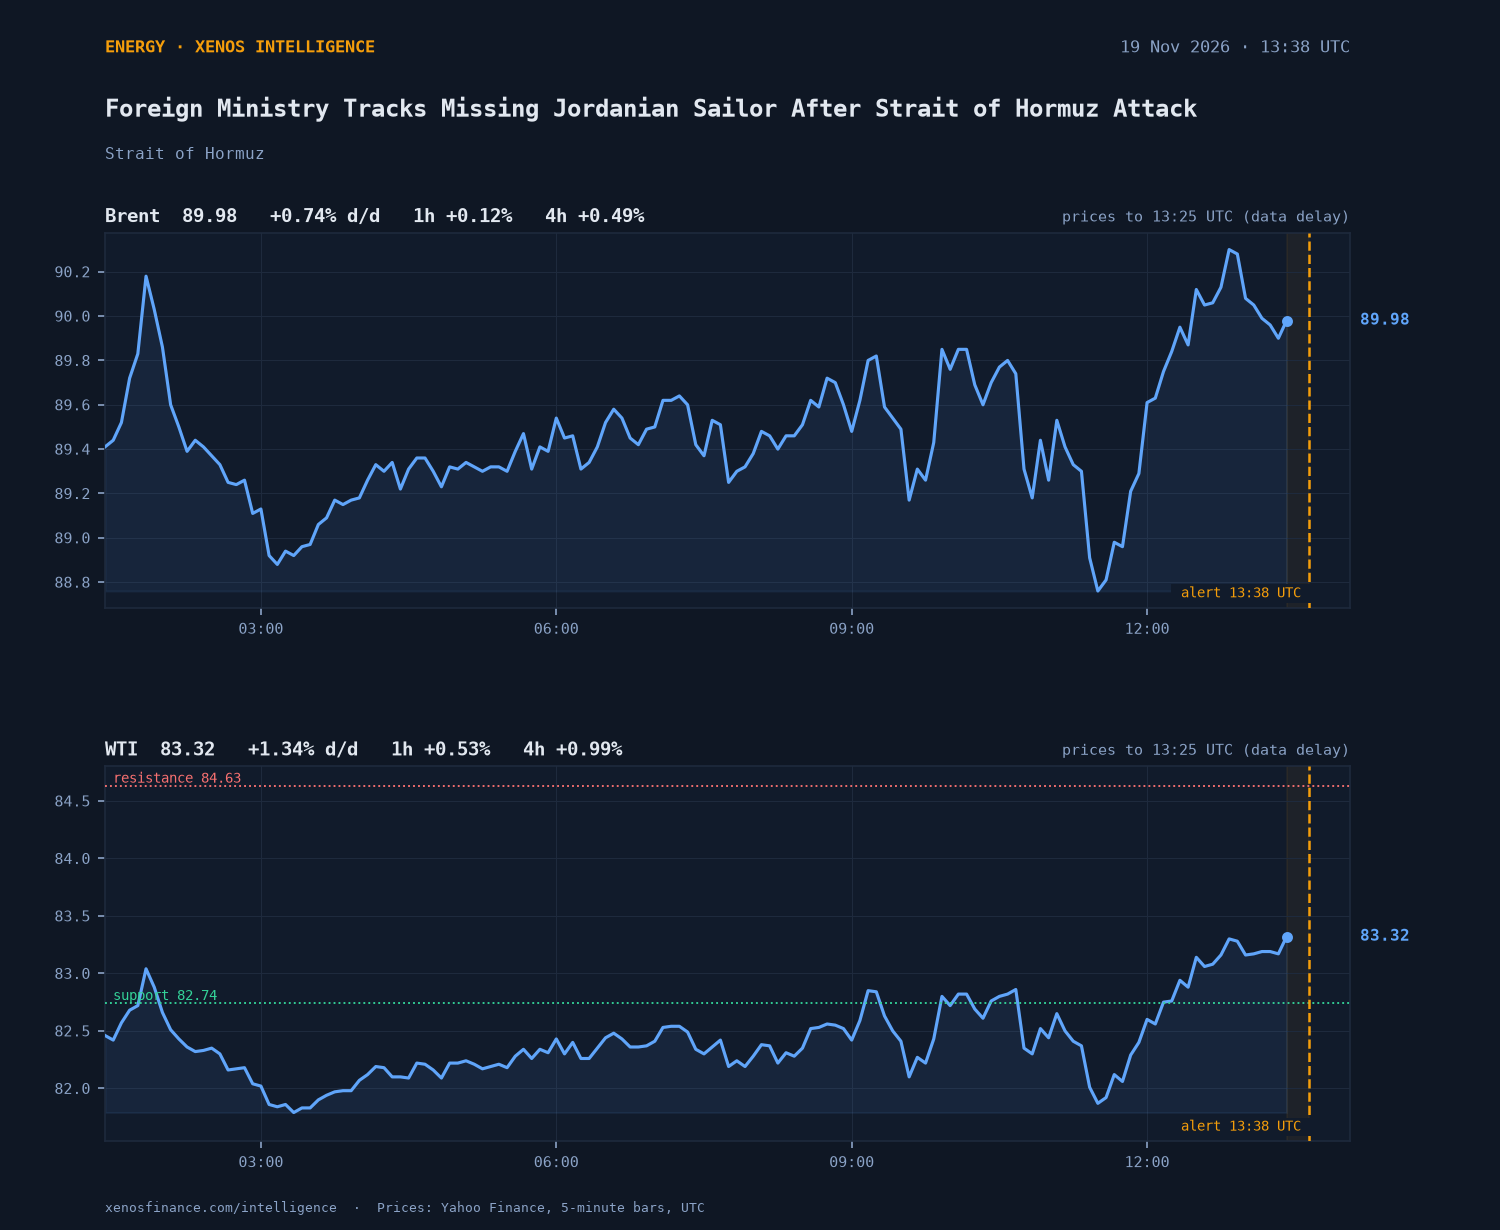 ENERGY · XENOS INTELLIGENCE
19 Nov 2026 · 13:38 UTC
Foreign Ministry Tracks Missing Jordanian Sailor After Strait of Hormuz Attack
Strait of Hormuz
Brent 89.98 +0.74% d/d 1h +0.12% 4h +0.49%
prices to 13:25 UTC (data delay)
90.2
90.0
89.8
89.6
89.4
89.2
89.0
88.8
89.98
alert 13:38 UTC
03:00 06:00 09:00 12:00
WTI 83.32 +1.34% d/d 1h +0.53% 4h +0.99%
prices to 13:25 UTC (data delay)
resistance 84.63
84.5
84.0
83.5
83.0
82.5
82.0
83.32
support 82.74
alert 13:38 UTC
03:00 06:00 09:00 12:00
xenosfinance.com/intelligence · Prices: Yahoo Finance, 5-minute bars, UTC